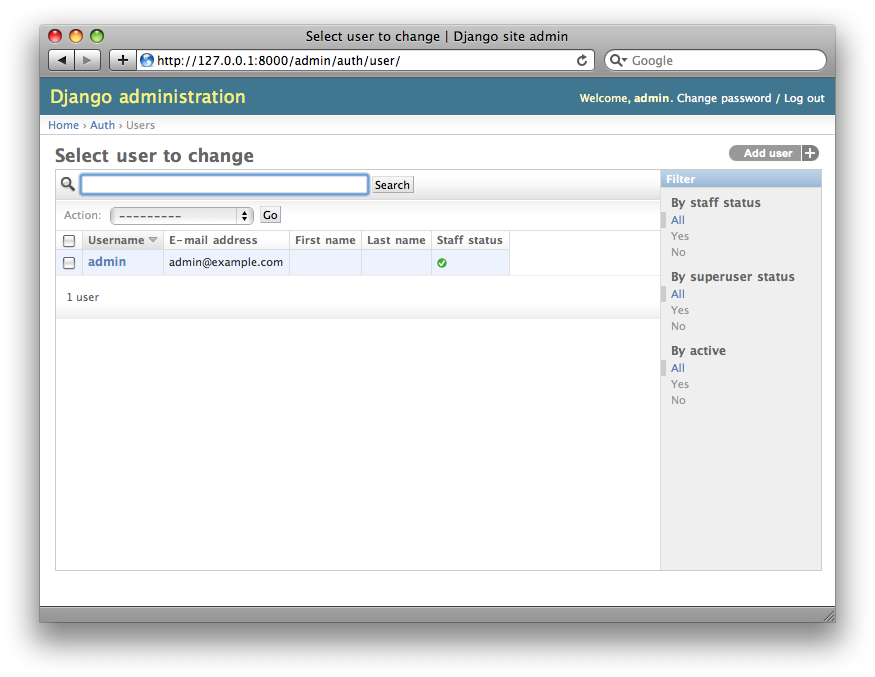 Select user to change | Django site admin
http://127.0.0.1:8000/admin/auth/user/
Google
Django administration
Welcome, admin. Change password / Log out
Home › Auth › Users
Select user to change
Add user +
Search
Filter
Action: --------- Go
Username E-mail address First name Last name Staff status
admin admin@example.com
1 user
By staff status
All
Yes
No
By superuser status
All
Yes
No
By active
All
Yes
No